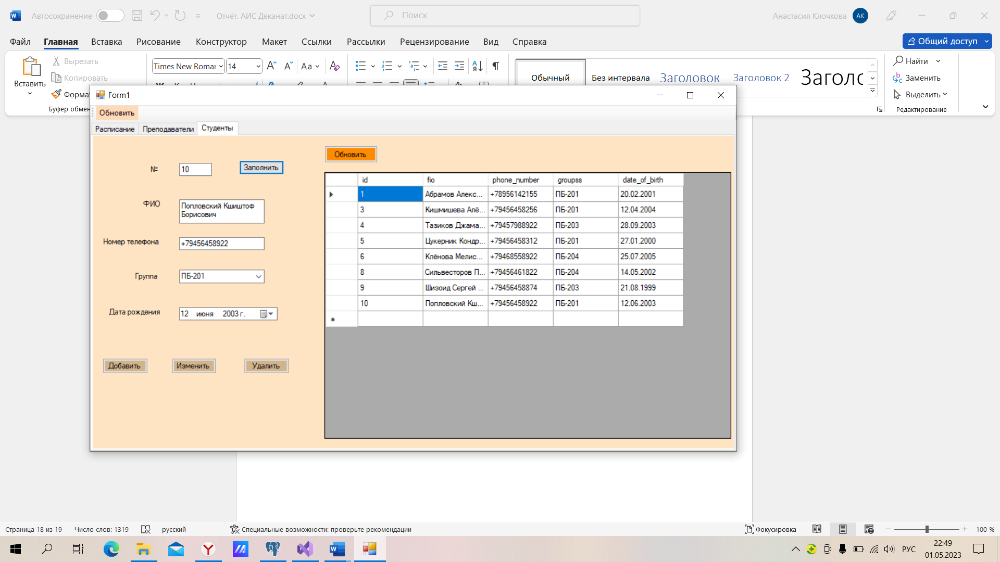 Автосохранение
Отчёт. АИС Деканат.docx
Поиск
Анастасия Клочкова
АК
Файл Главная Вставка Рисование Конструктор Макет Ссылки Рассылки Рецензирование Вид Справка
Общий доступ
Вставить
Вырезать
Копировать
Формат
Буфер обмен
Times New Romar 14
Аа
Обычный
Без интервала
Заголовок
Заголовок 2
Заголо
Найти
Заменить
Выделить
Редактирование
Form1
Обновить
Расписание Преподаватели Студенты
№ 10 Заполнить
ФИО
Попловский Кшиштоф
Борисович
Номер телефона +79456458922
Группа ПБ-201
Дата рождения 12 июня 2003 г.
Добавить Изменить Удалить
Обновить
id fio phone_number groupss date_of_birth
1 Абрамов Алекс... +78956142155 ПБ-201 20.02.2001
3 Кишмишева Алё... +79456458256 ПБ-201 12.04.2004
4 Тазиков Джама... +79457988922 ПБ-203 28.09.2003
5 Цукерник Кондр... +79456458312 ПБ-201 27.01.2000
6 Клёнова Мелис... +79468558922 ПБ-204 25.07.2005
8 Сильвесторов П... +79456461822 ПБ-204 14.05.2002
9 Шизоид Сергей ... +79456458874 ПБ-203 21.08.1999
10 Попловский Кш... +79456458922 ПБ-201 12.06.2003
Страница 18 из 19 Число слов: 1319 русский Специальные возможности: проверьте рекомендации
Фокусировка
100 %
РУС
22:49
01.05.2023